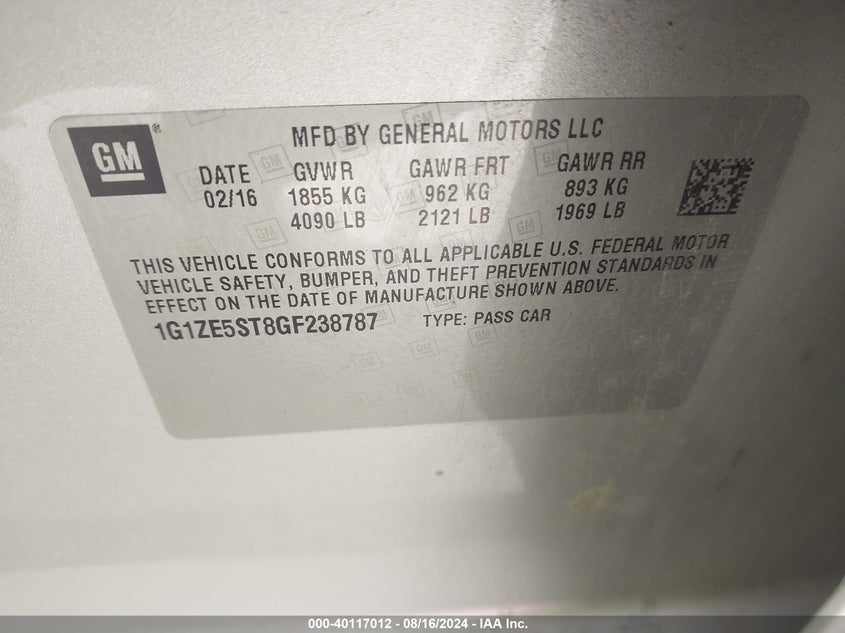 GM®
MFD BY GENERAL MOTORS LLC
DATE GVWR GAWR FRT GAWR RR
02/16 1855 KG 962 KG 893 KG
4090 LB 2121 LB 1969 LB
THIS VEHICLE CONFORMS TO ALL APPLICABLE U.S. FEDERAL MOTOR
VEHICLE SAFETY, BUMPER, AND THEFT PREVENTION STANDARDS IN
EFFECT ON THE DATE OF MANUFACTURE SHOWN ABOVE.
1G1ZE5ST8GF238787 TYPE: PASS CAR
000-40117012 - 08/16/2024 - IAA Inc.